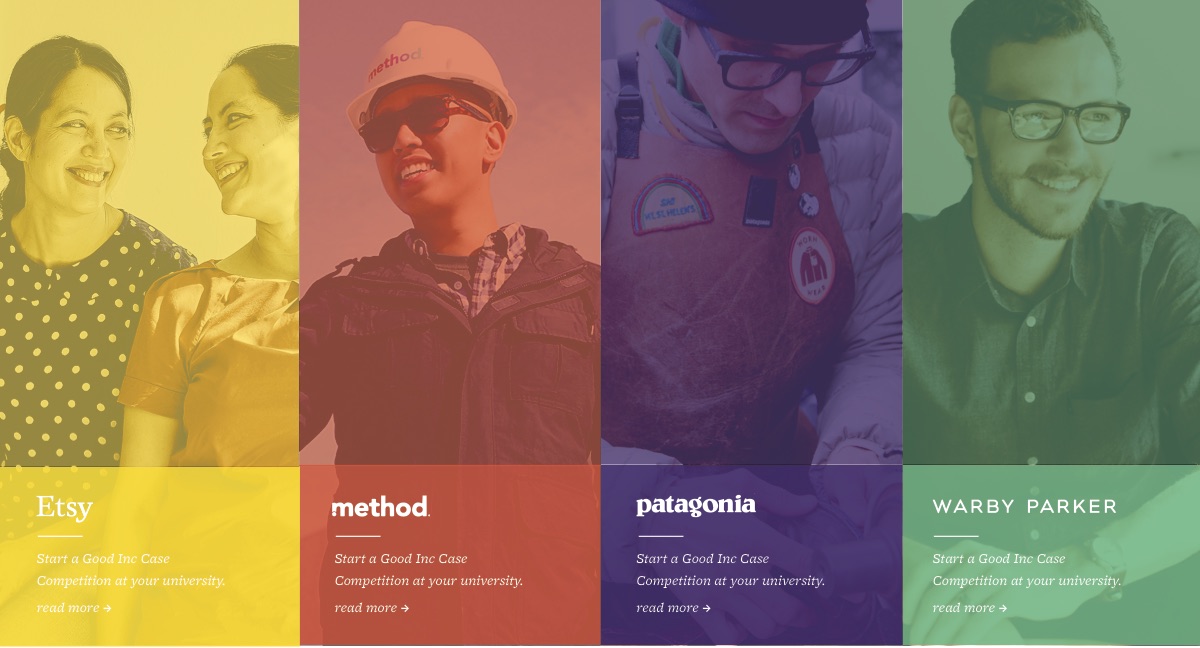 method
WORN
WEAR
Etsy
Start a Good Inc Case
Competition at your university.
read more →
method.
Start a Good Inc Case
Competition at your university.
read more →
patagonia
Start a Good Inc Case
Competition at your university.
read more →
WARBY PARKER
Start a Good Inc Case
Competition at your university.
read more →